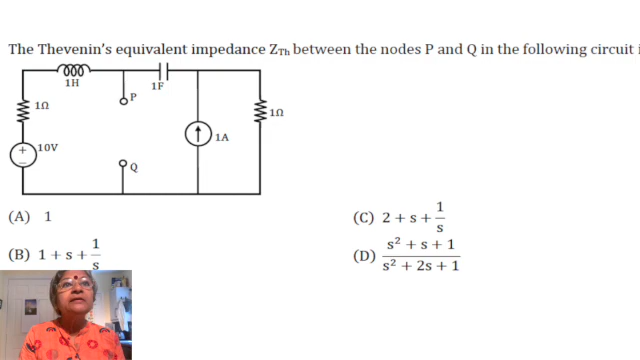 The Thevenin's equivalent impedance Z_Th between the nodes P and Q in the following circuit i
1H
P
1F
1Ω
1Ω
1A
+
10V
−
Q
(A) 1
(C) 2 + s + 1/s
(B) 1 + s + 1/s
(D) s² + s + 1 / s² + 2s + 1